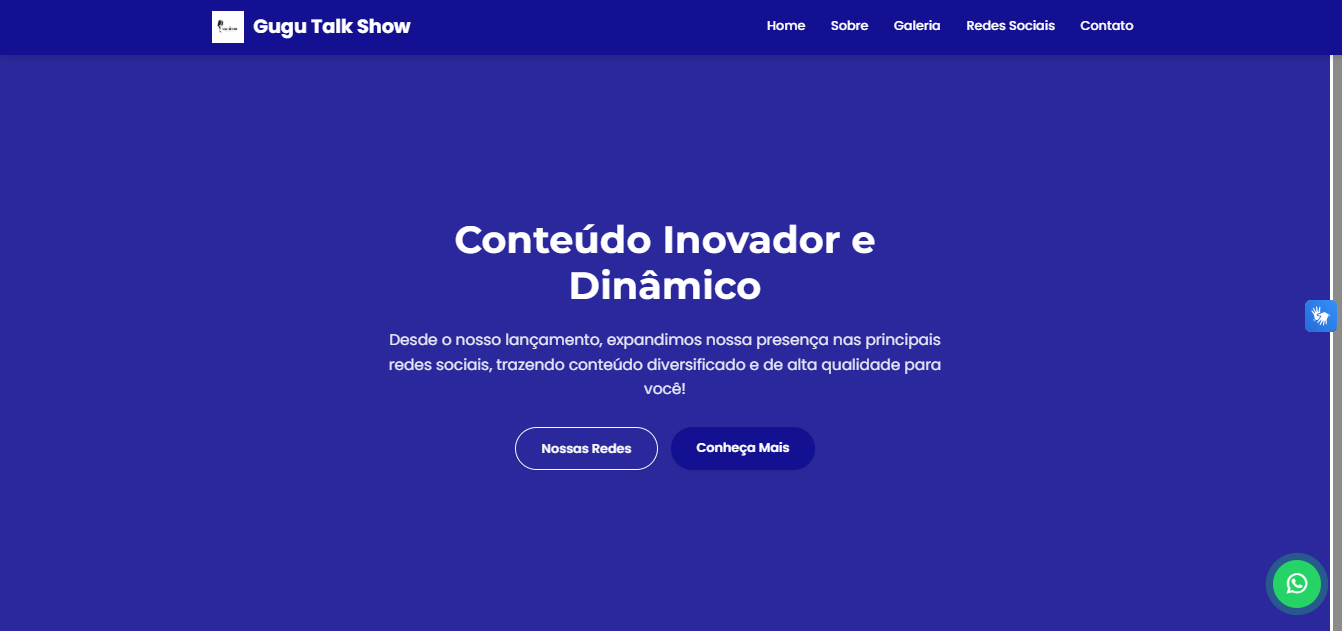 Gugu Talk Show
Home
Sobre
Galeria
Redes Sociais
Contato
Conteúdo Inovador e
Dinâmico
Desde o nosso lançamento, expandimos nossa presença nas principais
redes sociais, trazendo conteúdo diversificado e de alta qualidade para
você!
Nossas Redes
Conheça Mais